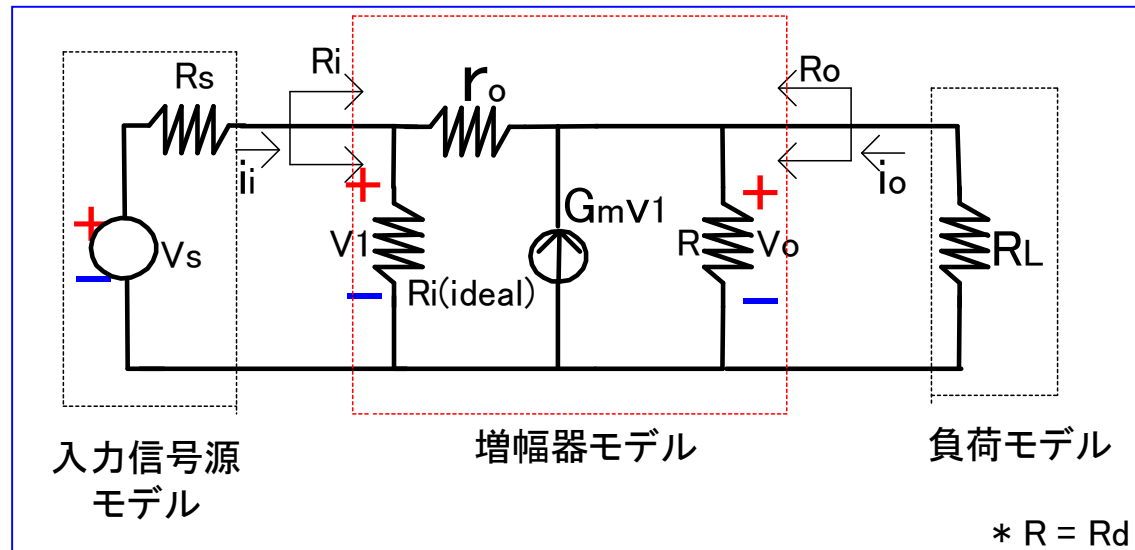 Rs
Ri
ro
Ro
ii
io
+
+
+
GmV1
Vs
V1
R
Vo
RL
Ri(ideal)
−
−
−
入力信号源
モデル
増幅器モデル
負荷モデル
* R = Rd